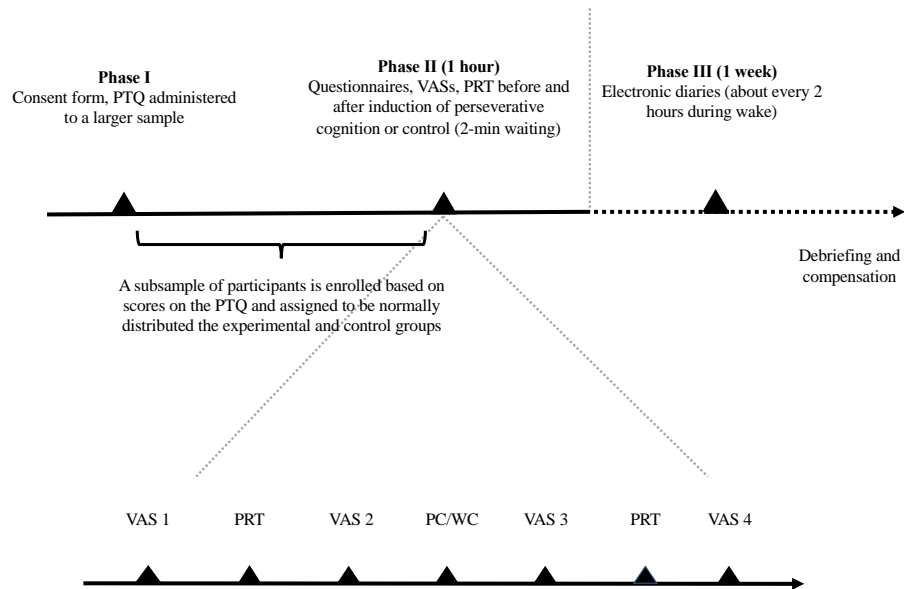 Phase I
Consent form, PTQ administered
to a larger sample
Phase II (1 hour)
Questionnaires, VASs, PRT before and
after induction of perseverative
cognition or control (2-min waiting)
Phase III (1 week)
Electronic diaries (about every 2
hours during wake)
Debriefing and
compensation
A subsample of participants is enrolled based on
scores on the PTQ and assigned to be normally
distributed the experimental and control groups
VAS 1
PRT
VAS 2
PC/WC
VAS 3
PRT
VAS 4